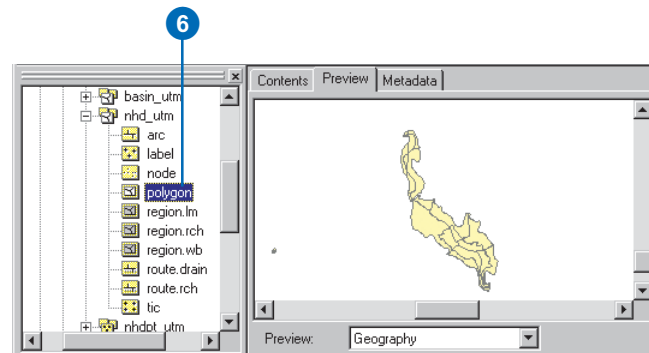 6
Contents Preview Metadata
basin_utm
nhd_utm
arc
label
node
polygon
region.lm
region.rch
region.wb
route.drain
route.rch
tic
nhdpt_utm
Preview: Geography